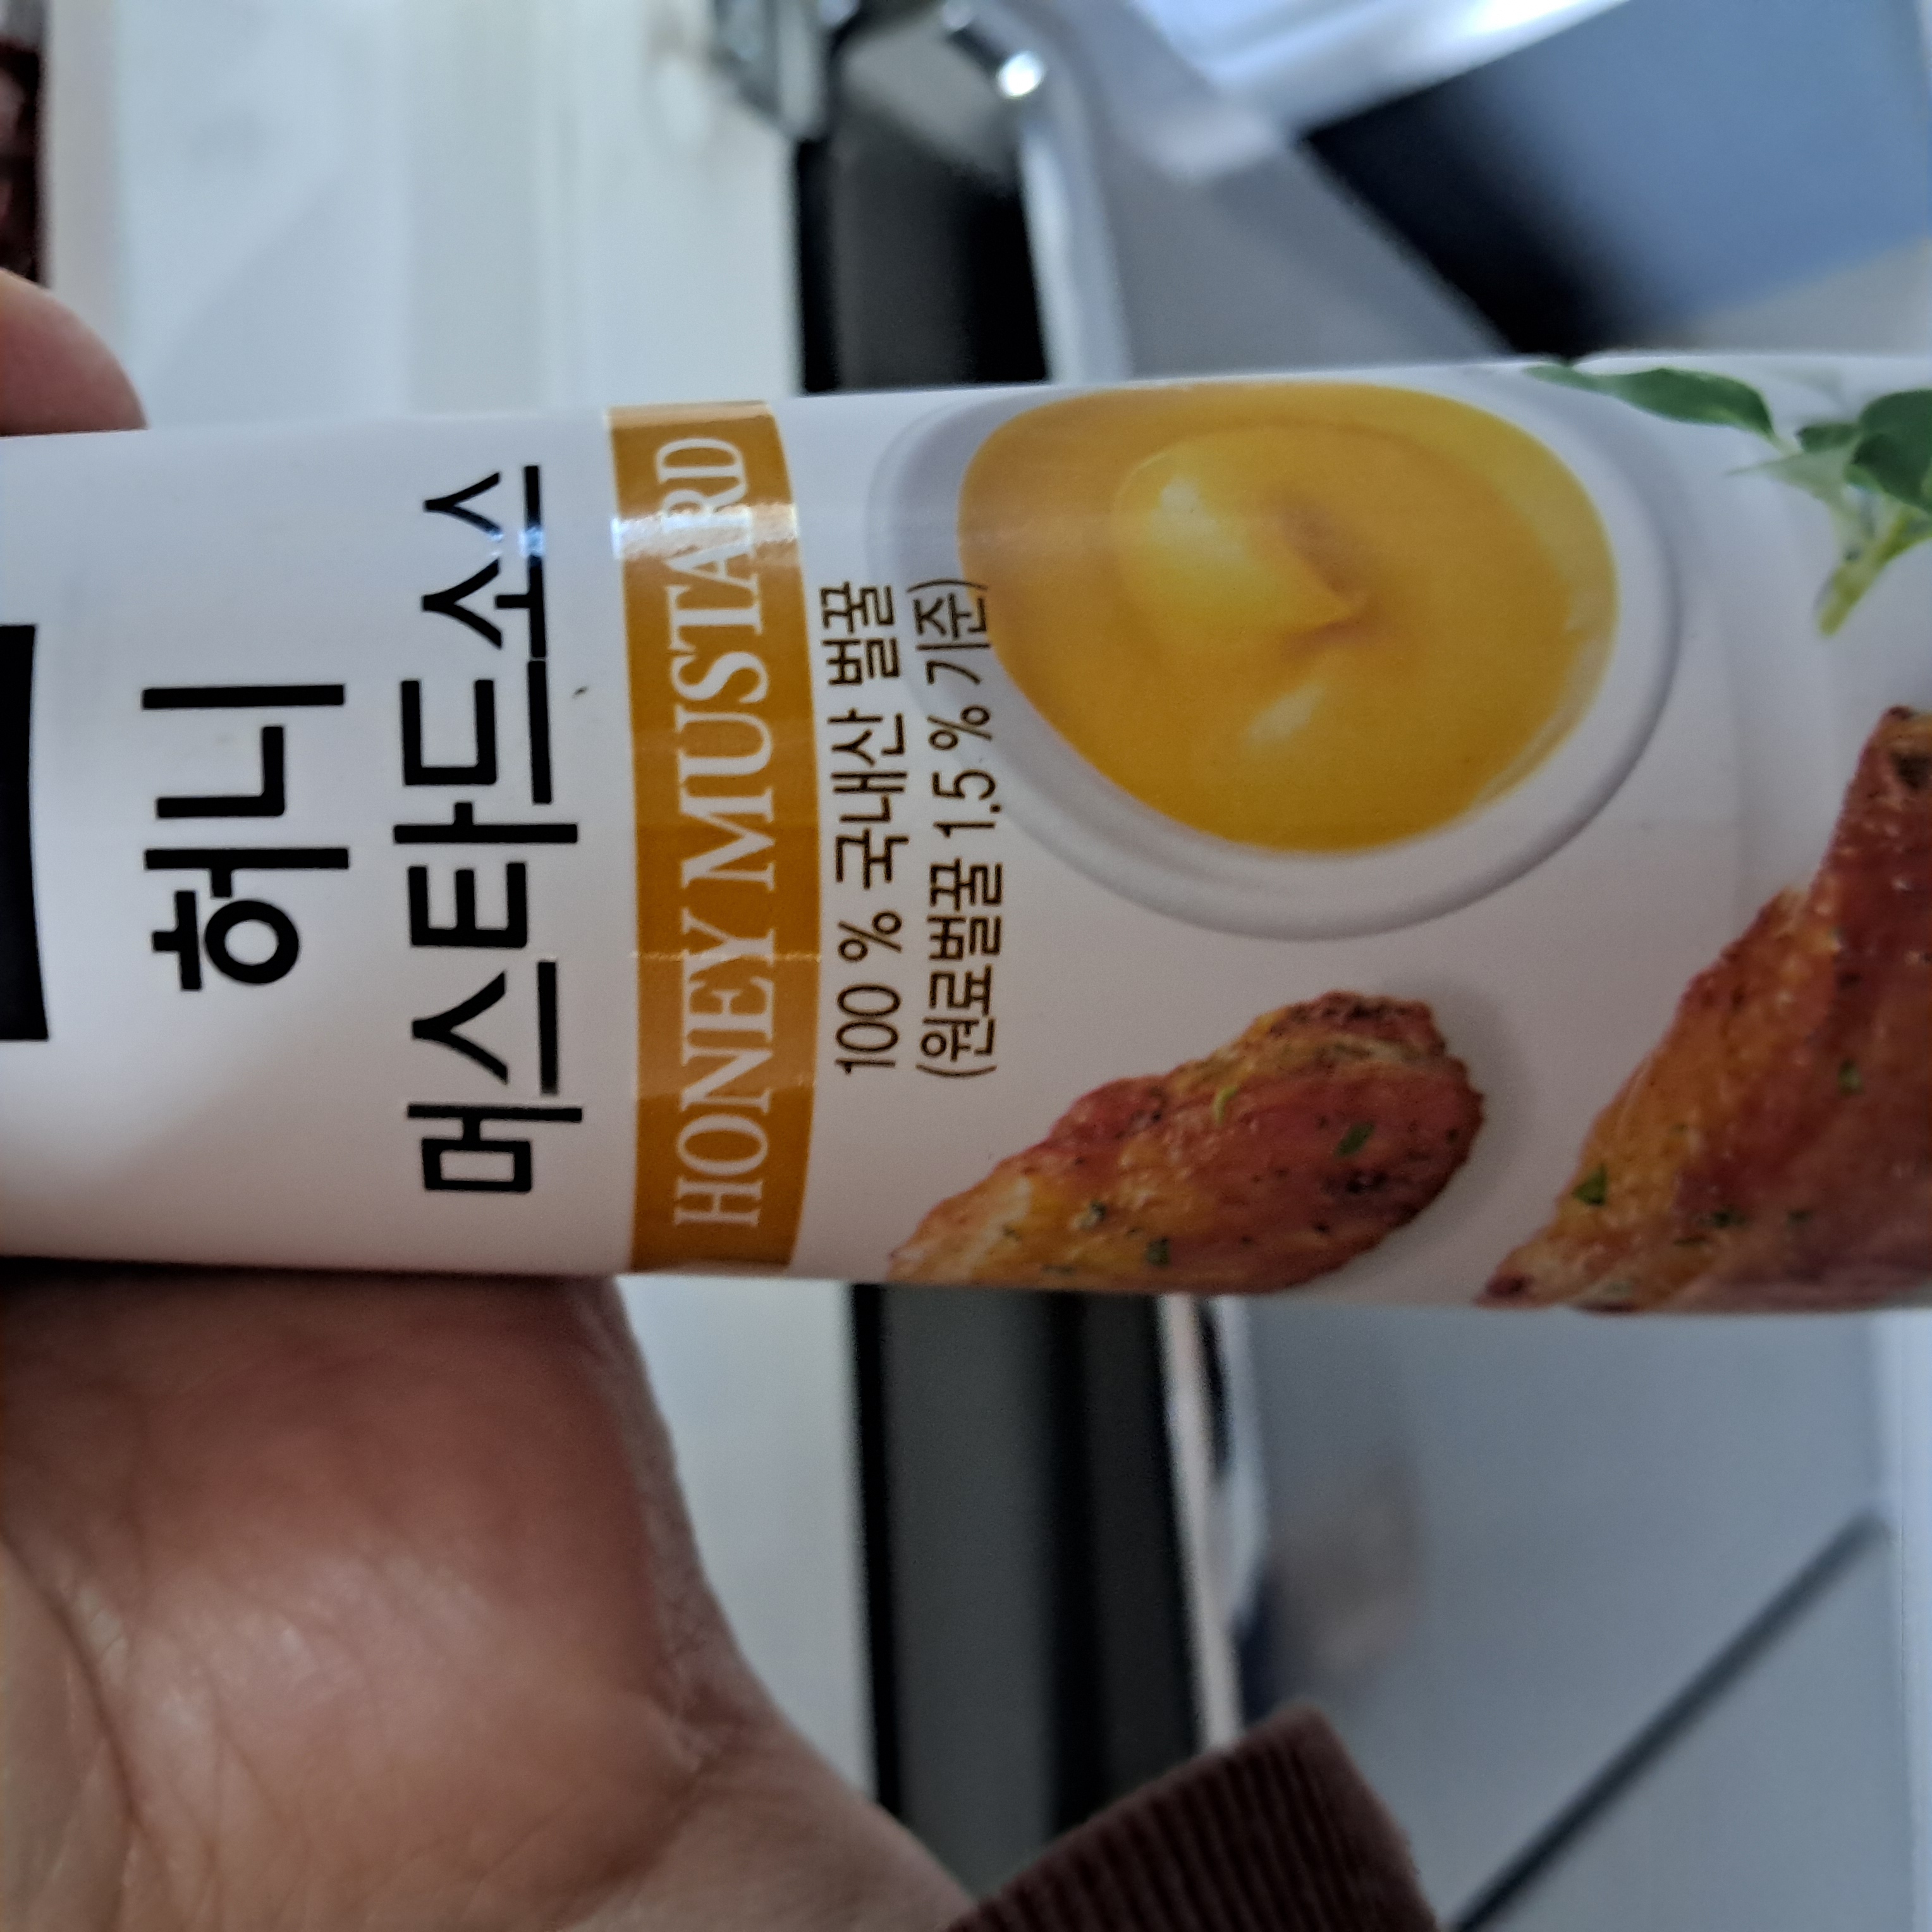 허니
머스타드소스
HONEY MUSTARD
100 % 국내산 벌꿀
(원료벌꿀 1.5 % 기준)